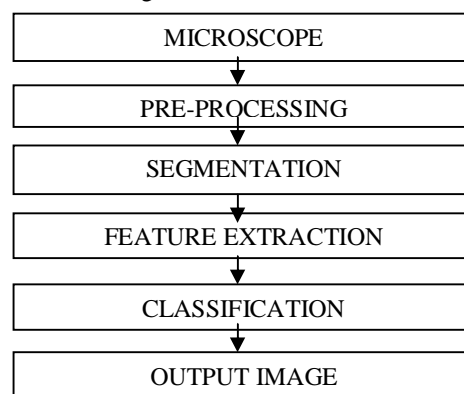 MICROSCOPE
PRE-PROCESSING
SEGMENTATION
FEATURE EXTRACTION
CLASSIFICATION
OUTPUT IMAGE